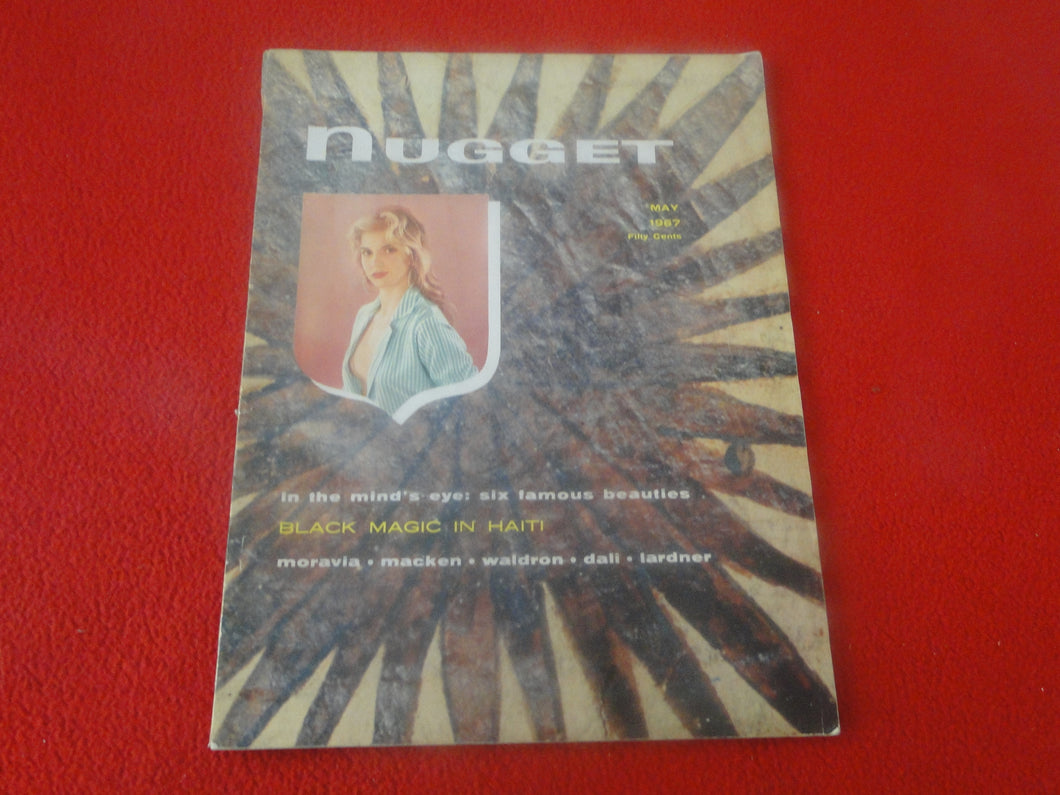 nUGGET
MAY
1957
Fifty Cents
in the mind's eye: six famous beauties
BLACK MAGIC IN HAITI
moravia • macken • waldron • dali • lardner